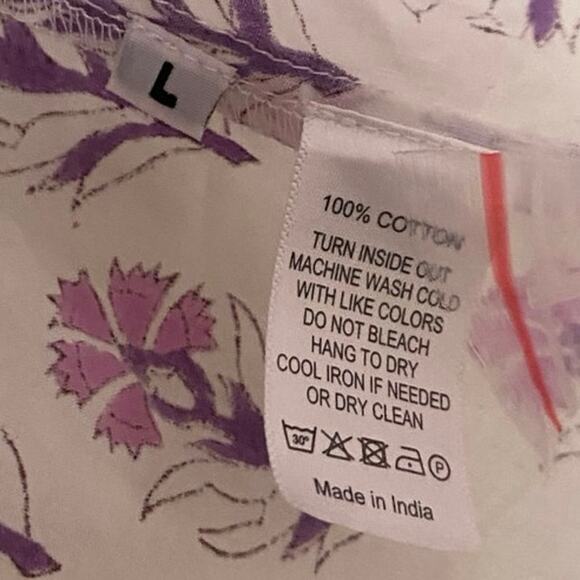 L
100% COTTON
TURN INSIDE OUT
MACHINE WASH COLD
WITH LIKE COLORS
DO NOT BLEACH
HANG TO DRY
COOL IRON IF NEEDED
OR DRY CLEAN
30° P
Made in India